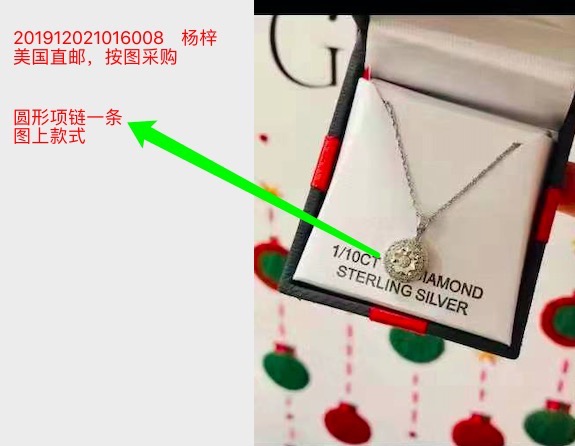 201912021016008 杨梓
美国直邮，按图采购
圆形项链一条
图上款式
G
1/10CT DIAMOND
STERLING SILVER